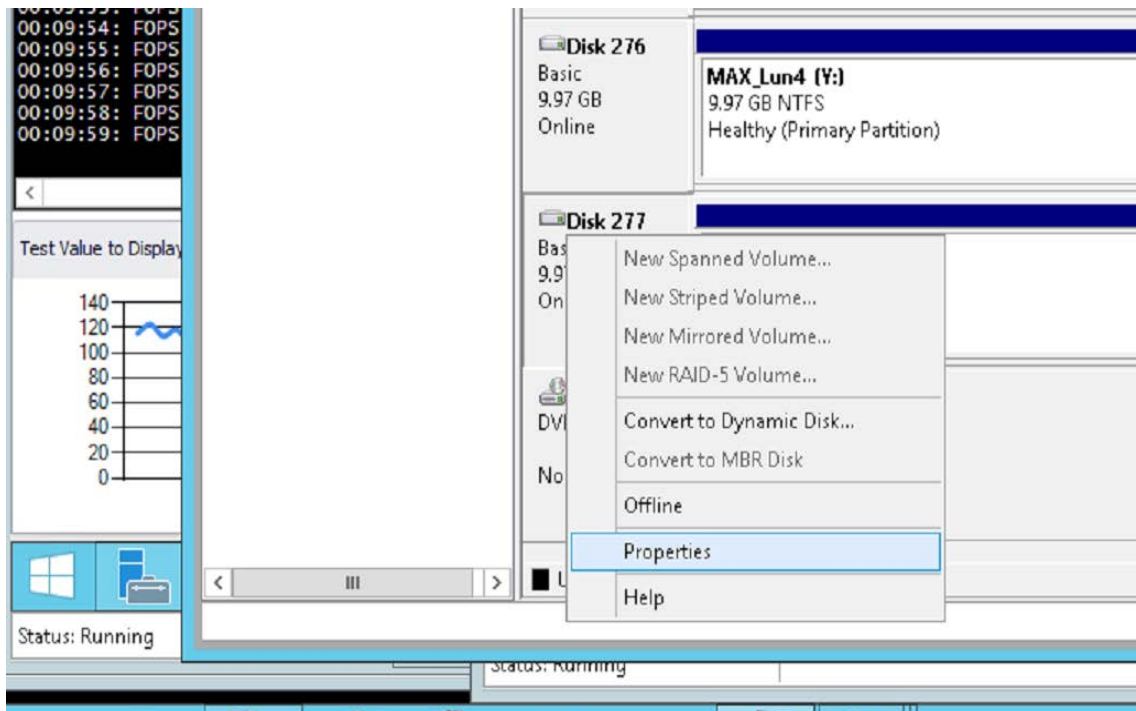 00:09:54: FOPS
00:09:55: FOPS
00:09:56: FOPS
00:09:57: FOPS
00:09:58: FOPS
00:09:59: FOPS
<
Test Value to Display
140
120
100
80
60
40
20
0
Status: Running
Disk 276
Basic
9.97 GB
Online
MAX_Lun4 (Y:)
9.97 GB NTFS
Healthy (Primary Partition)
Disk 277
Bas
9.9
On
DV
No
New Spanned Volume...
New Striped Volume...
New Mirrored Volume...
New RAID-5 Volume...
Convert to Dynamic Disk...
Convert to MBR Disk
Offline
Properties
Help
< III >
Status: Running